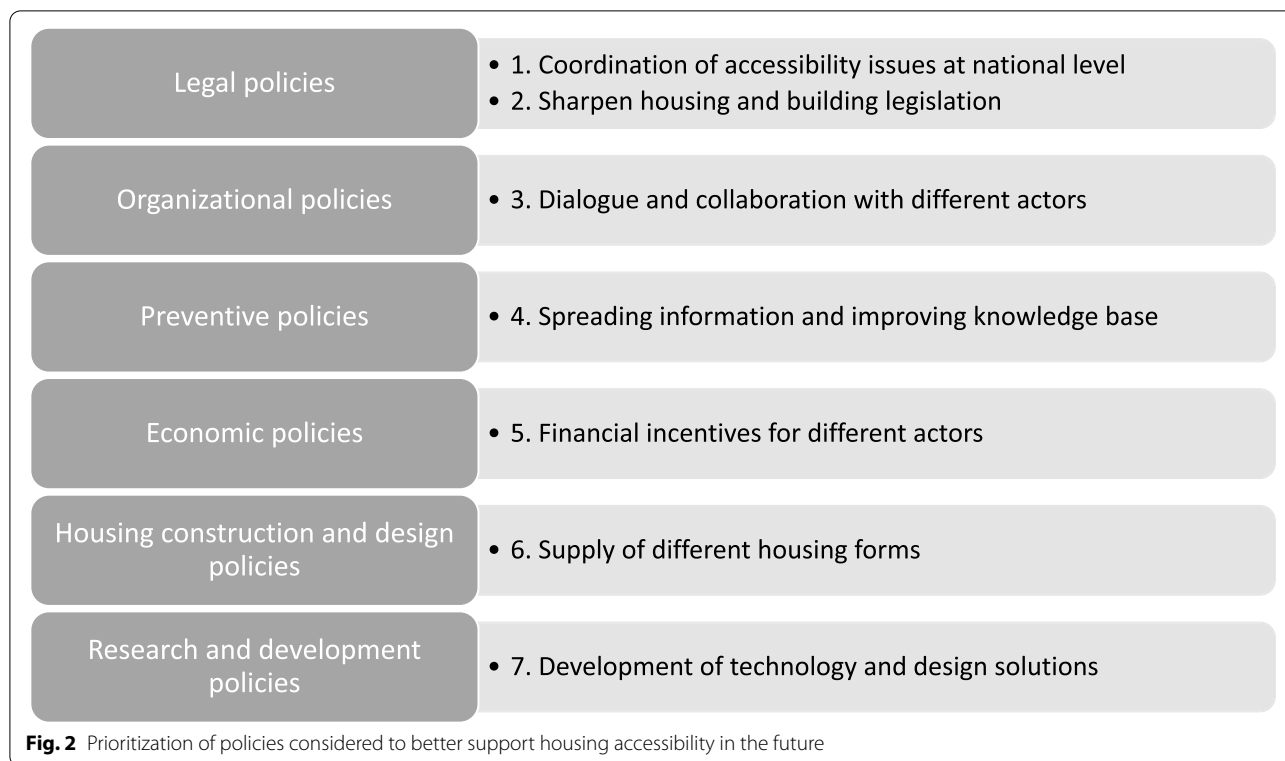 Legal policies
• 1. Coordination of accessibility issues at national level
• 2. Sharpen housing and building legislation
Organizational policies
• 3. Dialogue and collaboration with different actors
Preventive policies
• 4. Spreading information and improving knowledge base
Economic policies
• 5. Financial incentives for different actors
Housing construction and design
policies
• 6. Supply of different housing forms
Research and development
policies
• 7. Development of technology and design solutions
Fig. 2 Prioritization of policies considered to better support housing accessibility in the future